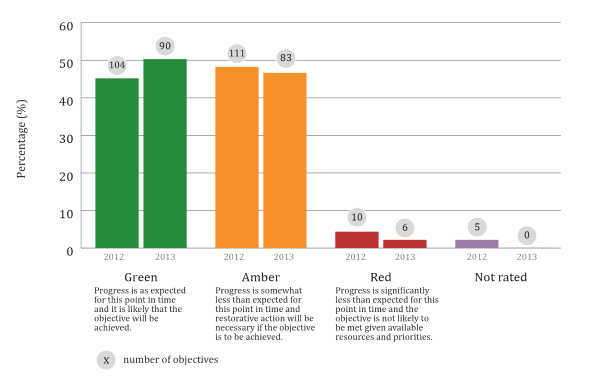 60
50
40
30
20
10
0
Percentage (%)
104
90
111
83
10
6
5
0
2012 2013 2012 2013 2012 2013 2012 2013
Green
Progress is as expected
for this point in time
and it is likely that the
objective will be
achieved.
Amber
Progress is somewhat
less than expected for
this point in time and
restorative action will be
necessary if the objective
is to be achieved.
Red
Progress is significantly
less than expected for this
point in time and the
objective is not likely to
be met given available
resources and priorities.
Not rated
x number of objectives